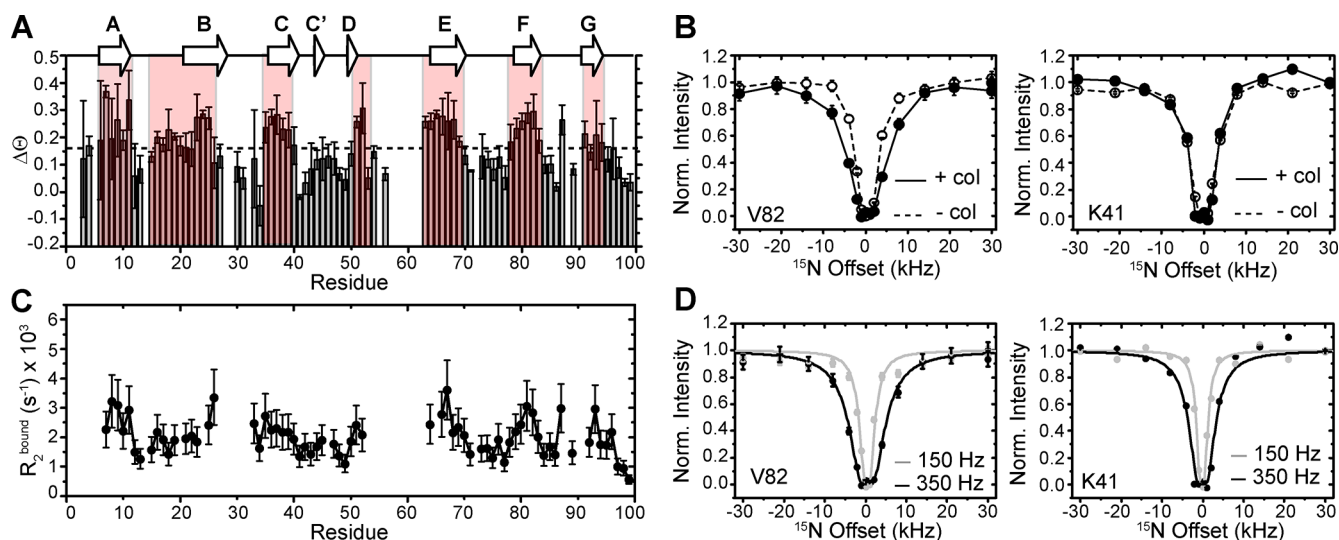 A
A B C C' D E F G
ΔΘ
0.5
0.4
0.3
0.2
0.1
0.0
-0.1
-0.2
0 10 20 30 40 50 60 70 80 90 100
Residue
B
Norm. Intensity
1.2
1.0
0.8
0.6
0.4
0.2
0.0
V82
+ col
- col
-30 -20 -10 0 10 20 30
15N Offset (kHz)
Norm. Intensity
1.2
1.0
0.8
0.6
0.4
0.2
0.0
K41
+ col
- col
-30 -20 -10 0 10 20 30
15N Offset (kHz)
C
R2 bound (s-1) x 103
6
5
4
3
2
1
0
0 10 20 30 40 50 60 70 80 90 100
Residue
D
Norm. Intensity
1.2
1.0
0.8
0.6
0.4
0.2
0.0
V82
150 Hz
350 Hz
-30 -20 -10 0 10 20 30
15N Offset (kHz)
Norm. Intensity
1.2
1.0
0.8
0.6
0.4
0.2
0.0
K41
150 Hz
350 Hz
-30 -20 -10 0 10 20 30
15N Offset (kHz)